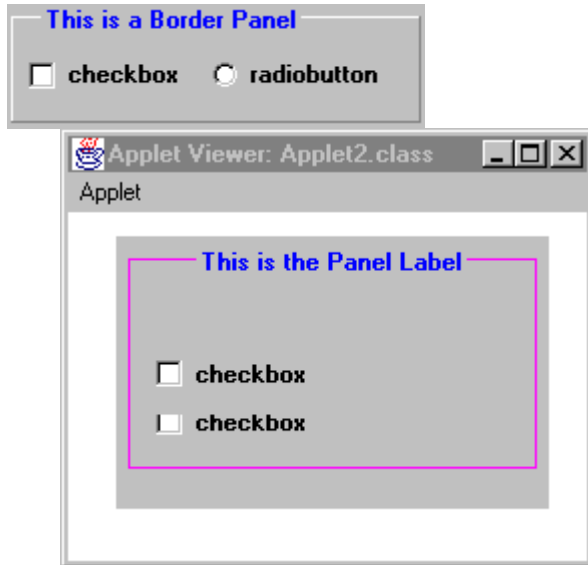 This is a Border Panel
checkbox radiobutton
Applet Viewer: Applet2.class
Applet
This is the Panel Label
checkbox
checkbox